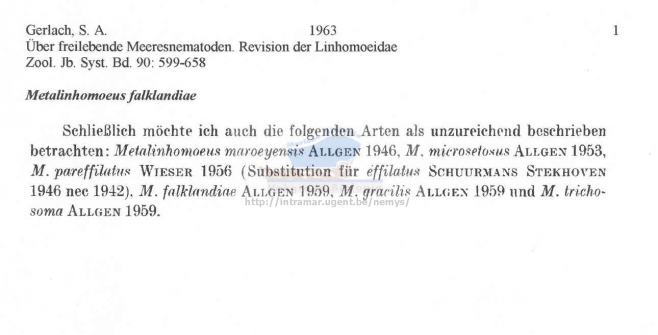 Gerlach, S. A. 1963 1
Über freilebende Meeresnematoden. Revision der Linhomoeidae
Zool. Jb. Syst. Bd. 90: 599-658
Metalinhomoeus falklandiae
Schließlich möchte ich auch die folgenden Arten als unzureichend beschrieben
betrachten: Metalinhomoeus maroeyensis ALLGEN 1946, M. microsetosus ALLGEN 1953,
M. pareffilatus WIESER 1956 (Substitution für effilatus SCHUURMANS STEKHOVEN
1946 nec 1942). M. falklandiae ALLGEN 1959, M. gracilis ALLGEN 1959 und M. tricho-
http://intramar.ugent.be/nemys/
soma ALLGEN 1959.